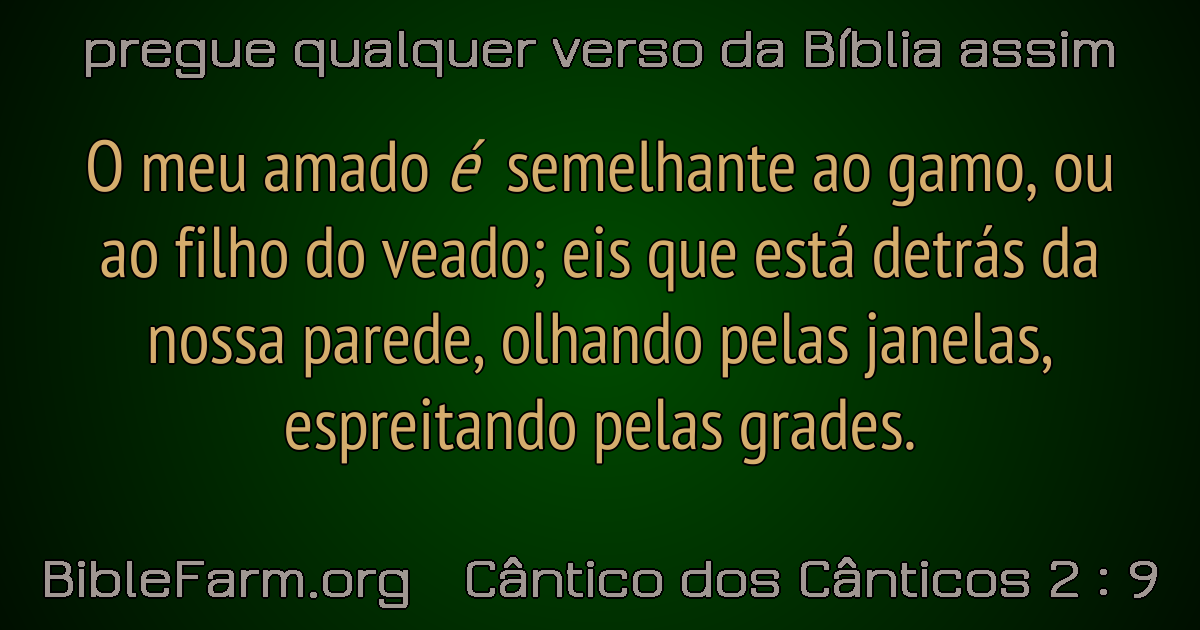 pregue qualquer verso da Bíblia assim
O meu amado é semelhante ao gamo, ou
ao filho do veado; eis que está detrás da
nossa parede, olhando pelas janelas,
espreitando pelas grades.
BibleFarm.org Cântico dos Cânticos 2 : 9